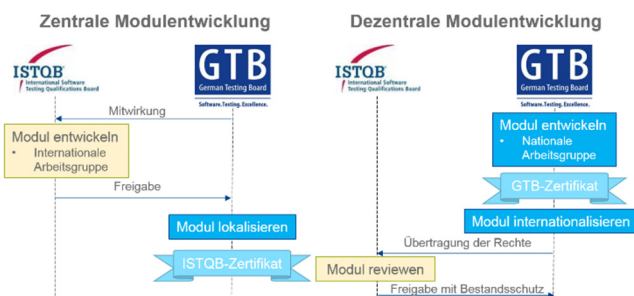 Zentrale Modulentwicklung
Dezentrale Modulentwicklung
ISTQB®
International Software
Testing Qualifications Board
GTB
German Testing Board
Software.Testing.Excellence.
ISTQB®
International Software
Testing Qualifications Board
GTB
German Testing Board
Software.Testing.Excellence.
Mitwirkung
Modul entwickeln
• Internationale
Arbeitsgruppe
Freigabe
Modul lokalisieren
ISTQB-Zertifikat
Modul entwickeln
• Nationale
Arbeitsgruppe
GTB-Zertifikat
Modul internationalisieren
Übertragung der Rechte
Modul reviewen
Freigabe mit Bestandsschutz